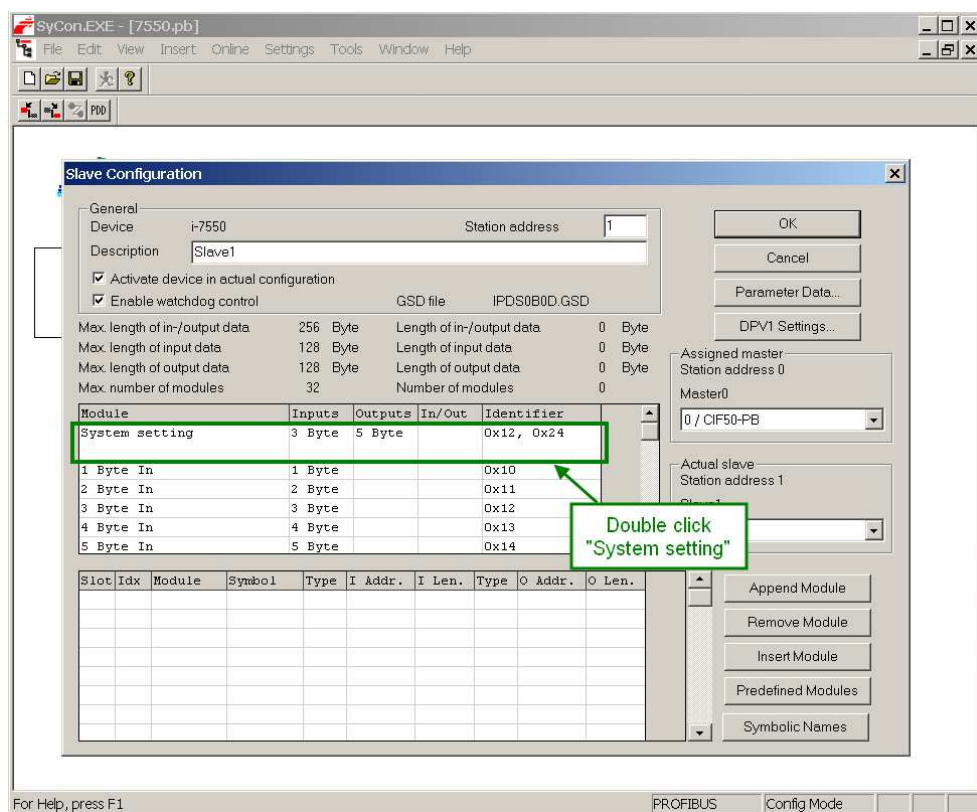 SyCon.EXE - [7550.pb]
File Edit View Insert Online Settings Tools Window Help
PDD
Slave Configuration
General
Device i-7550 Station address 1
Description Slave1
Activate device in actual configuration
Enable watchdog control GSD file IPDS0B0D.GSD
OK
Cancel
Parameter Data...
DPV1 Settings...
Max. length of in-/output data 256 Byte Length of in-/output data 0 Byte
Max. length of input data 128 Byte Length of input data 0 Byte
Max. length of output data 128 Byte Length of output data 0 Byte
Max. number of modules 32 Number of modules 0
Assigned master
Station address 0
Master0
0 / CIF50-PB
Module Inputs Outputs In/Out Identifier
System setting 3 Byte 5 Byte 0x12, 0x24
1 Byte In 1 Byte 0x10
2 Byte In 2 Byte 0x11
3 Byte In 3 Byte 0x12
4 Byte In 4 Byte 0x13
5 Byte In 5 Byte 0x14
Actual slave
Station address 1
Double click
"System setting"
Slot Idx Module Symbol Type I Addr. I Len. Type O Addr. O Len.
Append Module
Remove Module
Insert Module
Predefined Modules
Symbolic Names
For Help, press F1 PROFIBUS Config Mode